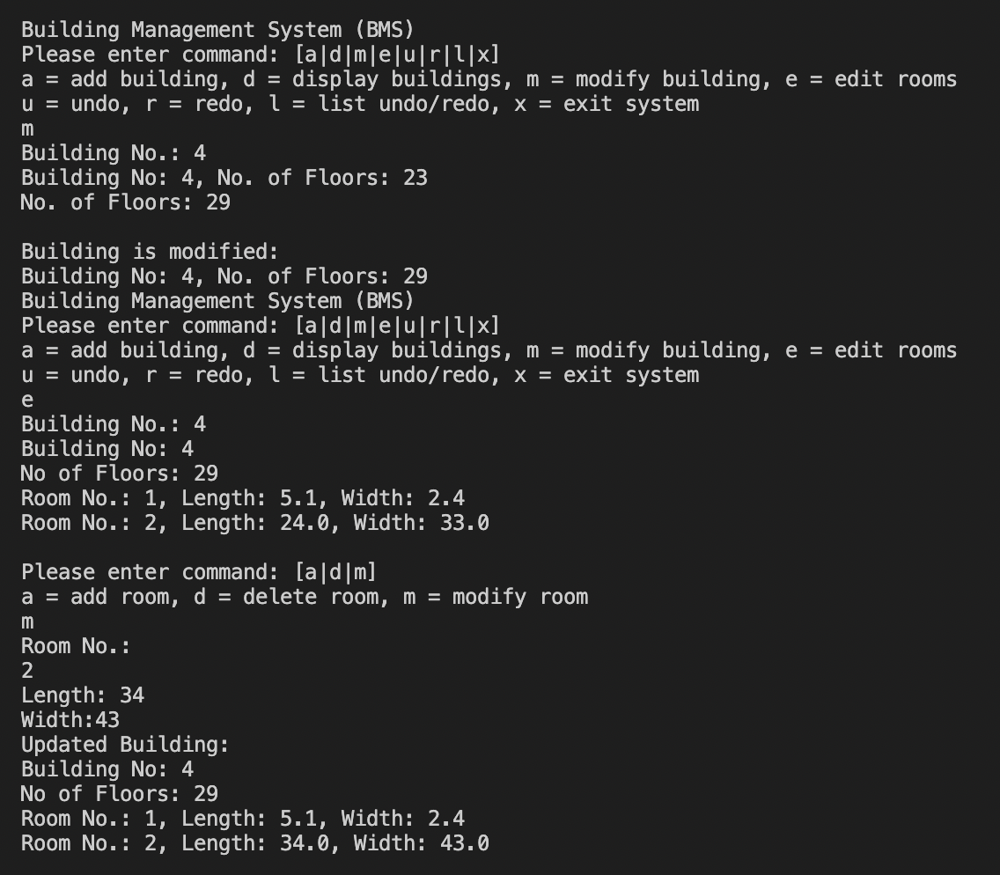 Building Management System (BMS)
Please enter command: [a|d|m|e|u|r|l|x]
a = add building, d = display buildings, m = modify building, e = edit rooms
u = undo, r = redo, l = list undo/redo, x = exit system
m
Building No.: 4
Building No: 4, No. of Floors: 23
No. of Floors: 29

Building is modified:
Building No: 4, No. of Floors: 29
Building Management System (BMS)
Please enter command: [a|d|m|e|u|r|l|x]
a = add building, d = display buildings, m = modify building, e = edit rooms
u = undo, r = redo, l = list undo/redo, x = exit system
e
Building No.: 4
Building No: 4
No of Floors: 29
Room No.: 1, Length: 5.1, Width: 2.4
Room No.: 2, Length: 24.0, Width: 33.0

Please enter command: [a|d|m]
a = add room, d = delete room, m = modify room
m
Room No.:
2
Length: 34
Width:43
Updated Building:
Building No: 4
No of Floors: 29
Room No.: 1, Length: 5.1, Width: 2.4
Room No.: 2, Length: 34.0, Width: 43.0